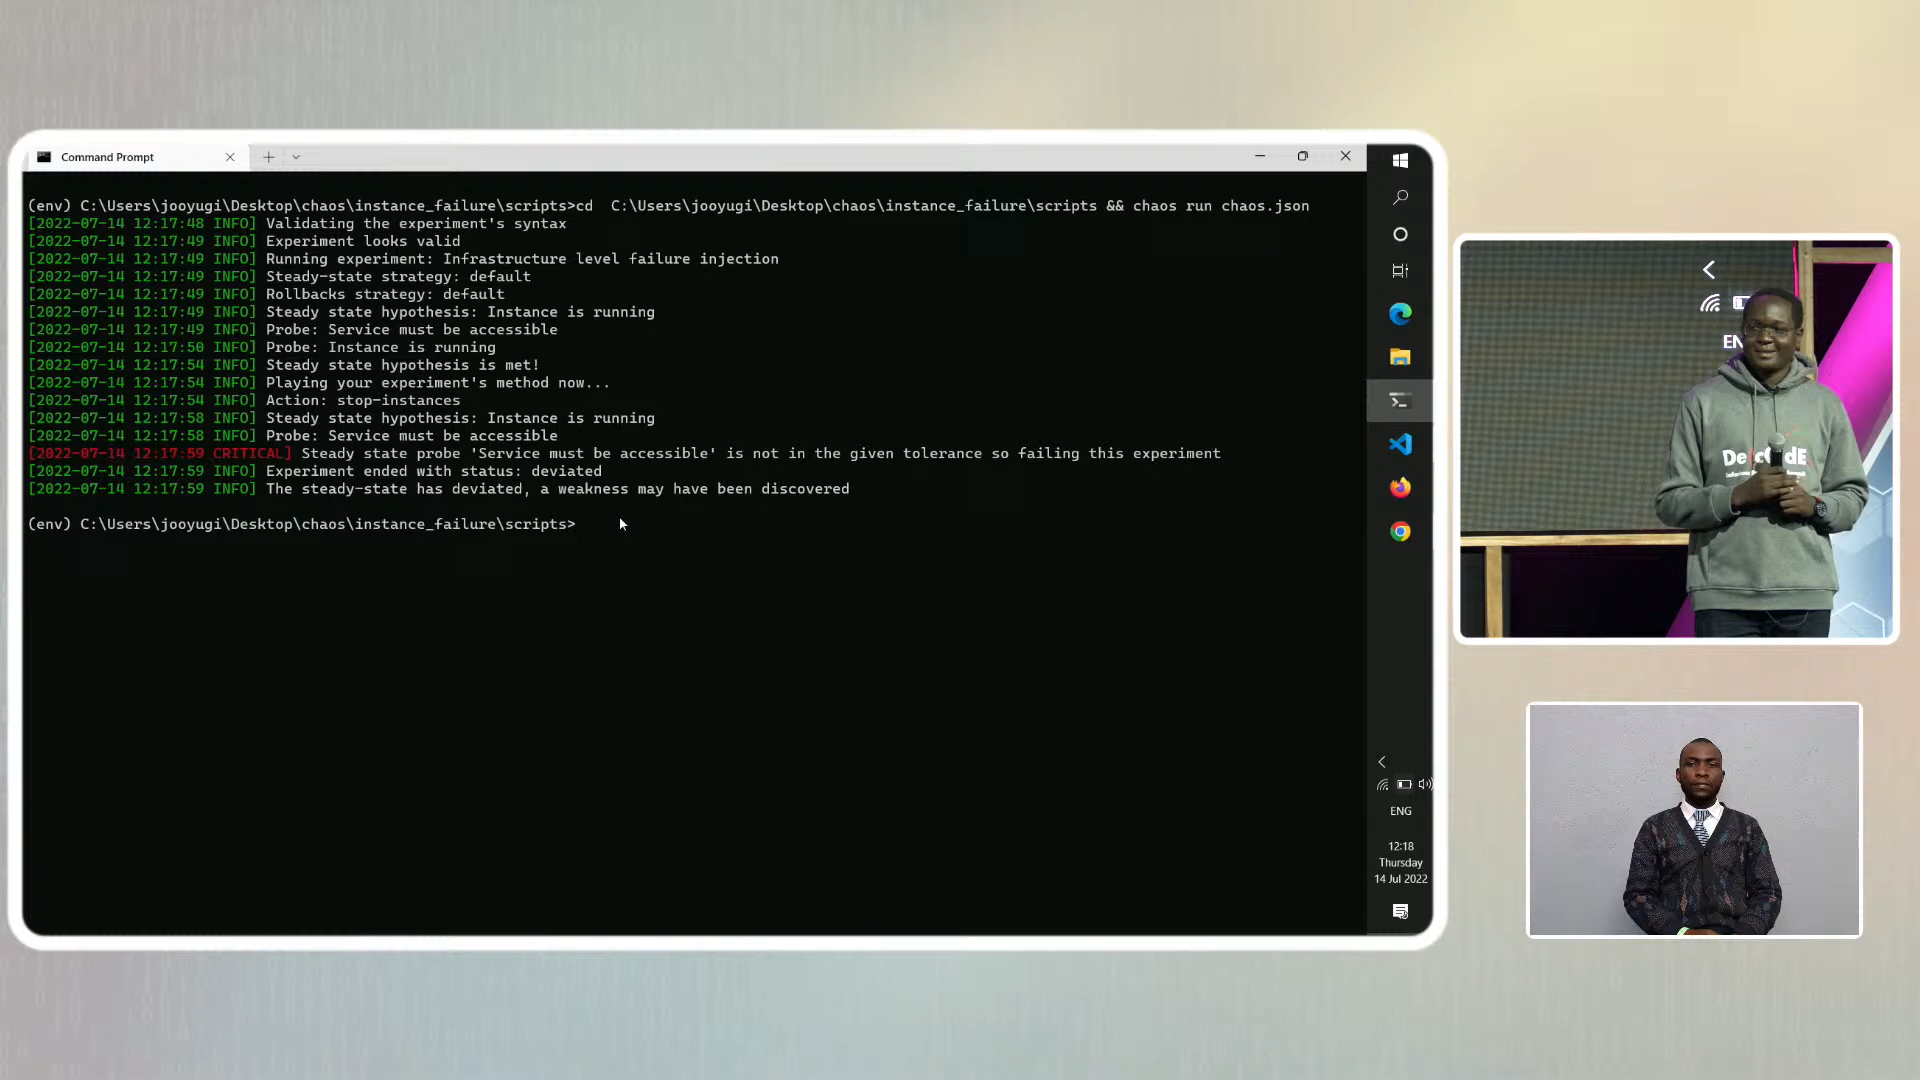 Command Prompt
(env) C:\Users\jooyugi\Desktop\chaos\instance_failure\scripts>cd  C:\Users\jooyugi\Desktop\chaos\instance_failure\scripts && chaos run chaos.json
[2022-07-14 12:17:48 INFO] Validating the experiment's syntax
[2022-07-14 12:17:49 INFO] Experiment looks valid
[2022-07-14 12:17:49 INFO] Running experiment: Infrastructure level failure injection
[2022-07-14 12:17:49 INFO] Steady-state strategy: default
[2022-07-14 12:17:49 INFO] Rollbacks strategy: default
[2022-07-14 12:17:49 INFO] Steady state hypothesis: Instance is running
[2022-07-14 12:17:49 INFO] Probe: Service must be accessible
[2022-07-14 12:17:50 INFO] Probe: Instance is running
[2022-07-14 12:17:54 INFO] Steady state hypothesis is met!
[2022-07-14 12:17:54 INFO] Playing your experiment's method now...
[2022-07-14 12:17:54 INFO] Action: stop-instances
[2022-07-14 12:17:58 INFO] Steady state hypothesis: Instance is running
[2022-07-14 12:17:58 INFO] Probe: Service must be accessible
[2022-07-14 12:17:59 CRITICAL] Steady state probe 'Service must be accessible' is not in the given tolerance so failing this experiment
[2022-07-14 12:17:59 INFO] Experiment ended with status: deviated
[2022-07-14 12:17:59 INFO] The steady-state has deviated, a weakness may have been discovered
(env) C:\Users\jooyugi\Desktop\chaos\instance_failure\scripts>
ENG
12:18
Thursday
14 Jul 2022
EN